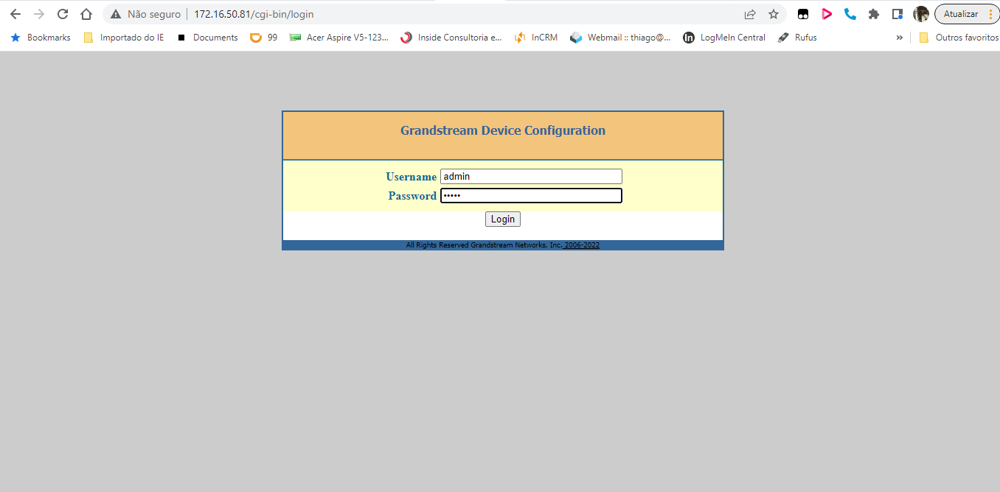 Não seguro 172.16.50.81/cgi-bin/login Atualizar
Bookmarks Importado do IE Documents 99 Acer Aspire V5-123... Inside Consultoria e... InCRM Webmail :: thiago@... LogMeIn Central Rufus » Outros favoritos
Grandstream Device Configuration
Username admin
Password •••••
Login
All Rights Reserved Grandstream Networks, Inc. 2006-2022